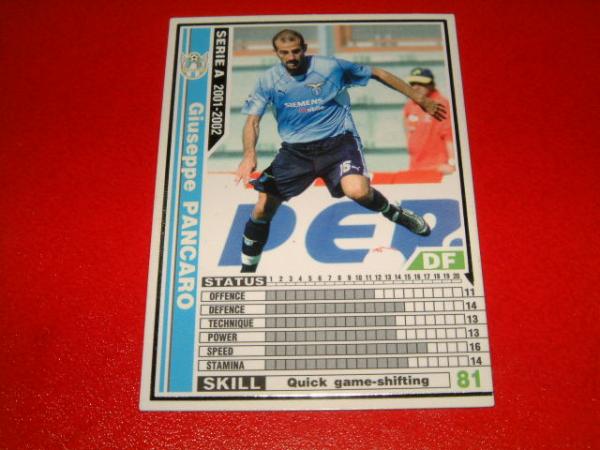 SERIE A 2001-2002
Giuseppe PANCARO
SIEMENS
mobile
15
PEP
DF
STATUS 1 2 3 4 5 6 7 8 9 10 11 12 13 14 15 16 17 18 19 20
OFFENCE 11
DEFENCE 14
TECHNIQUE 13
POWER 13
SPEED 16
STAMINA 14
SKILL Quick game-shifting 81